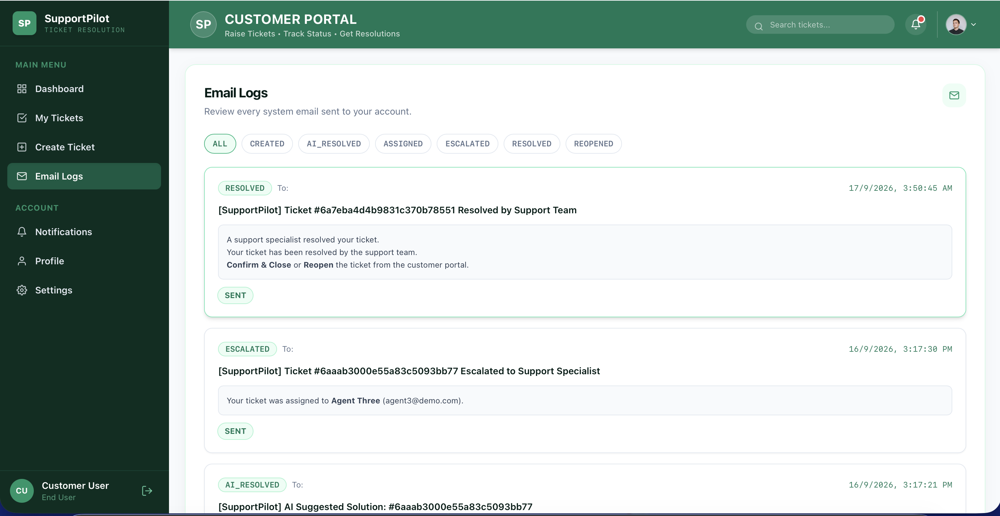 SP
SupportPilot
TICKET RESOLUTION
MAIN MENU
Dashboard
My Tickets
Create Ticket
Email Logs
ACCOUNT
Notifications
Profile
Settings
CU
Customer User
End User
SP
CUSTOMER PORTAL
Raise Tickets • Track Status • Get Resolutions
Search tickets...
Email Logs
Review every system email sent to your account.
ALL CREATED AI_RESOLVED ASSIGNED ESCALATED RESOLVED REOPENED
RESOLVED To: 17/9/2026, 3:50:45 AM
[SupportPilot] Ticket #6a7eba4d4b9831c370b78551 Resolved by Support Team
A support specialist resolved your ticket.
Your ticket has been resolved by the support team.
Confirm & Close or Reopen the ticket from the customer portal.
SENT
ESCALATED To: 16/9/2026, 3:17:30 PM
[SupportPilot] Ticket #6aaab3000e55a83c5093bb77 Escalated to Support Specialist
Your ticket was assigned to Agent Three (agent3@demo.com).
SENT
AI_RESOLVED To: 16/9/2026, 3:17:21 PM
[SupportPilot] AI Suggested Solution: #6aaab3000e55a83c5093bb77